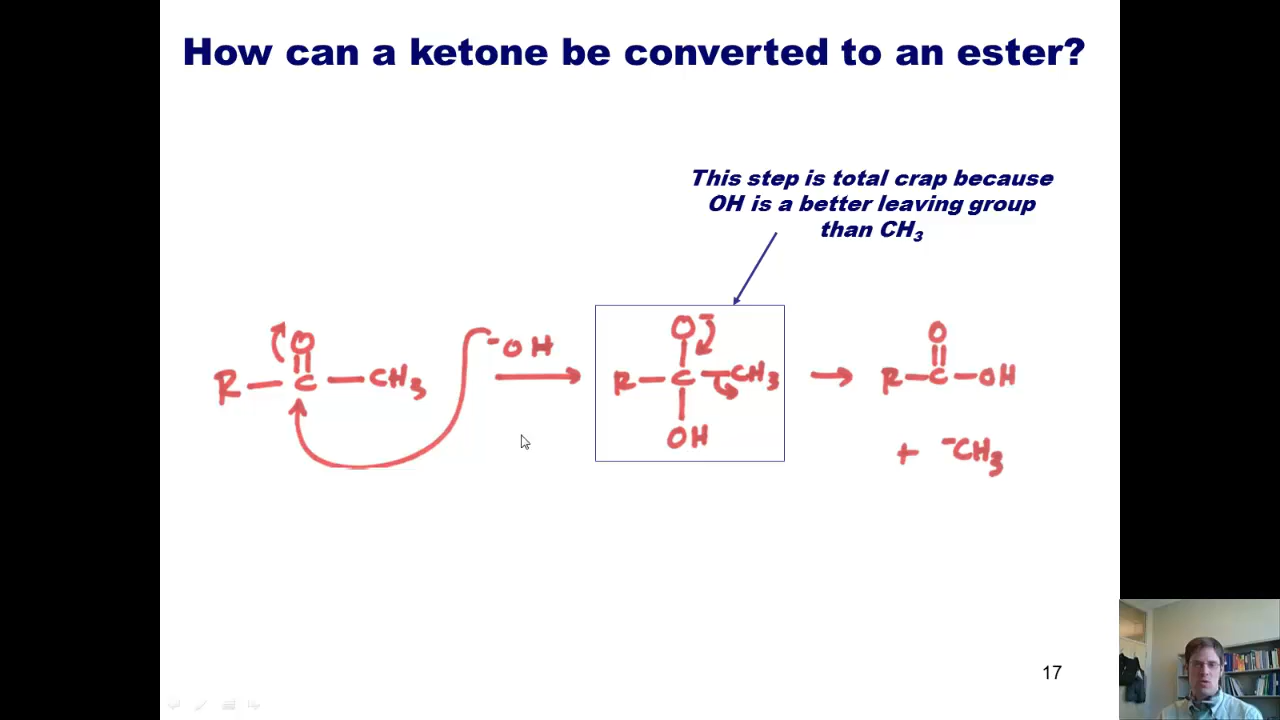 How can a ketone be converted to an ester?
This step is total crap because
OH is a better leaving group
than CH₃
O
R—C—CH₃
⁻OH
O⁻
R—C—CH₃
OH
O
R—C—OH
+ ⁻CH₃
17